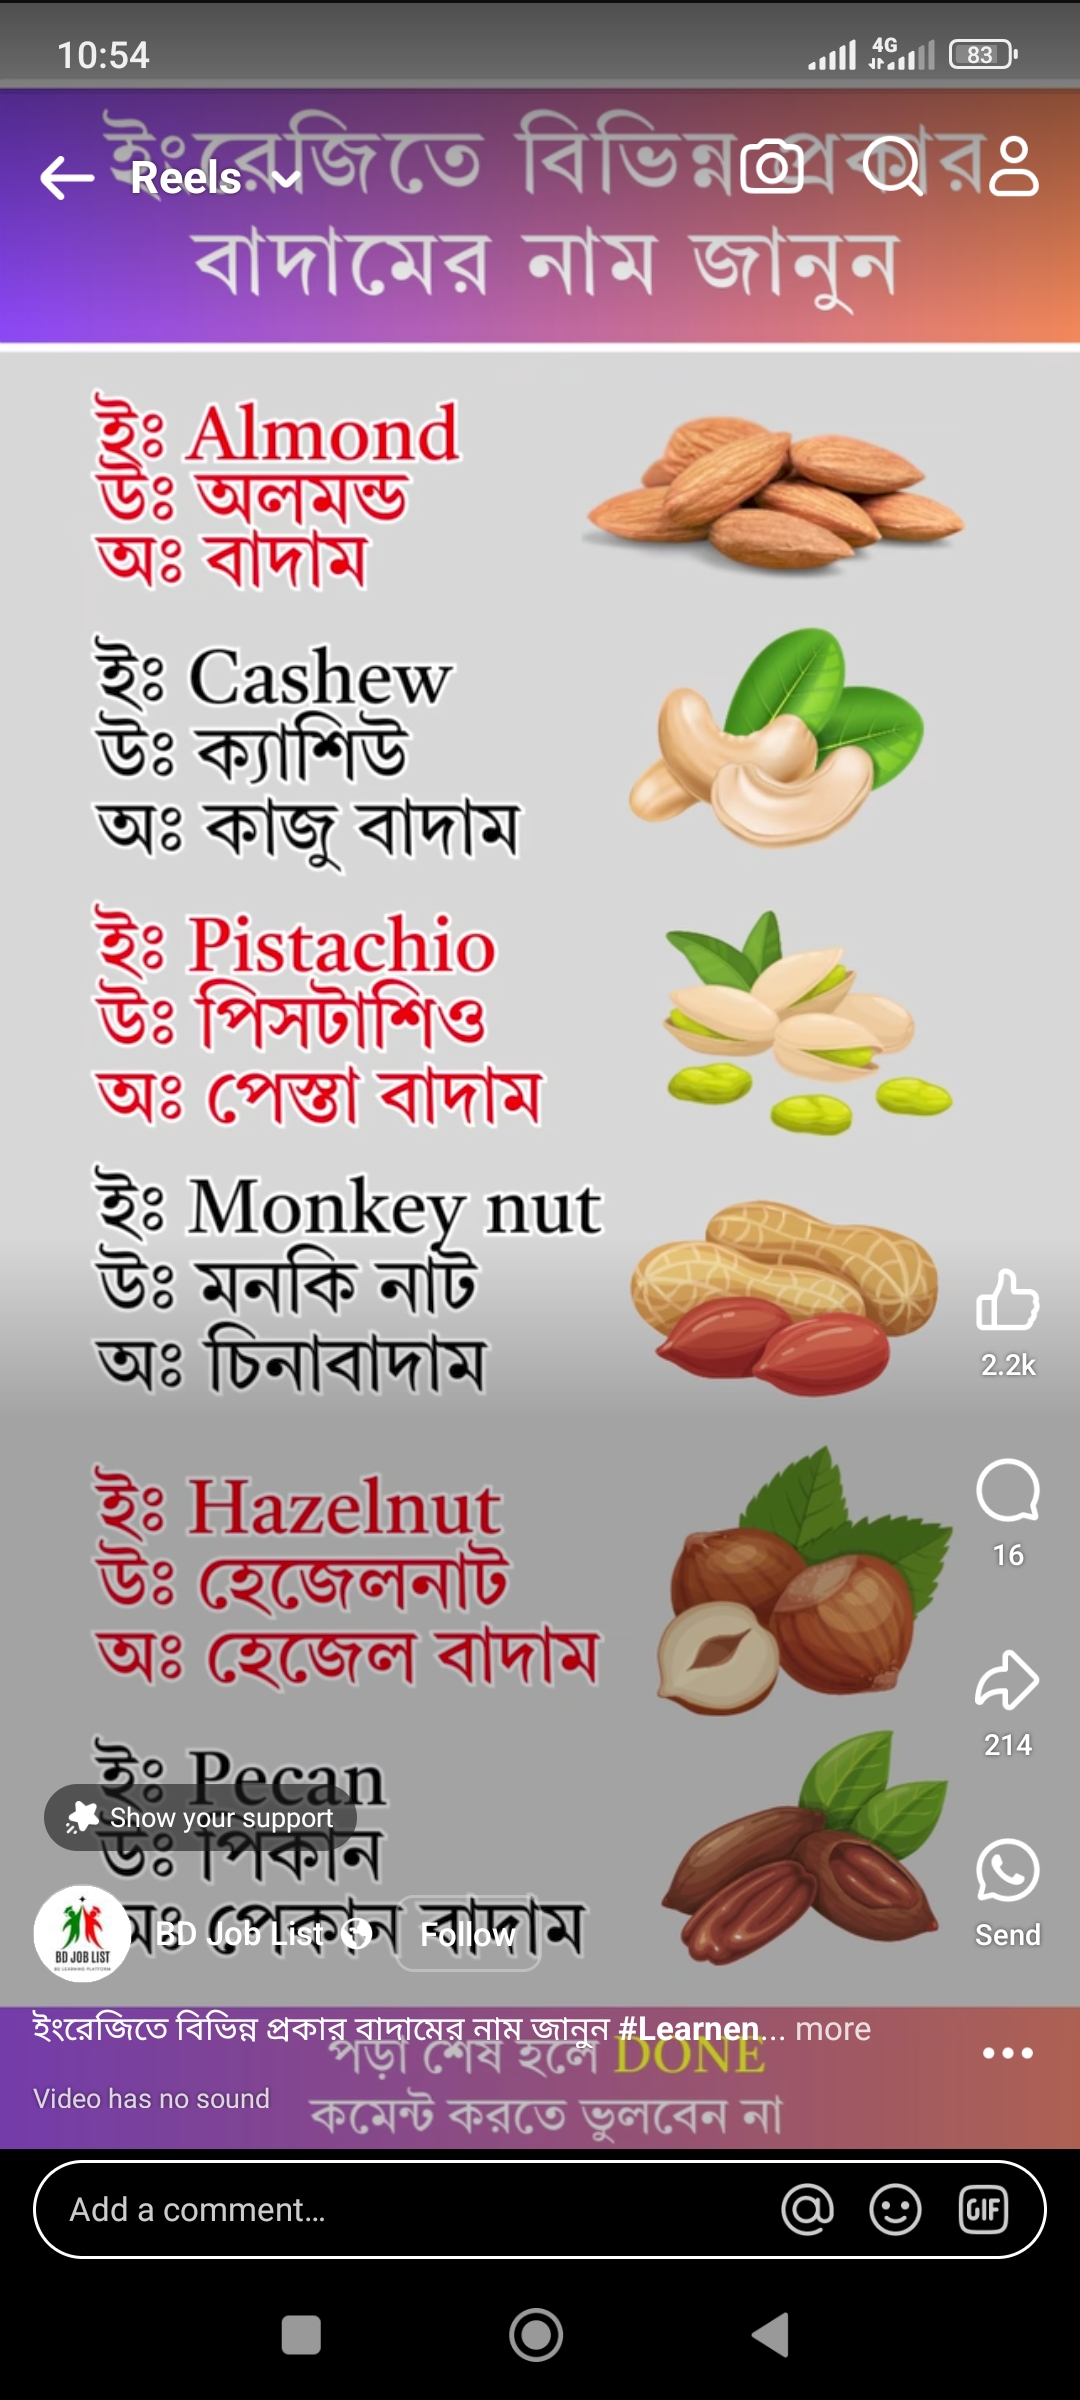 10:54
4G
83
ইংরেজিতে বিভিন্ন প্রকার
Reels
বাদামের নাম জানুন
ইঃ Almond
উঃ অলমন্ড
অঃ বাদাম
ইঃ Cashew
উঃ ক্যাশিউ
অঃ কাজু বাদাম
ইঃ Pistachio
উঃ পিসটাশিও
অঃ পেস্তা বাদাম
ইঃ Monkey nut
উঃ মনকি নাট
অঃ চিনাবাদাম
2.2k
ইঃ Hazelnut
উঃ হেজেলনাট
অঃ হেজেল বাদাম
16
214
ইঃ Pecan
Show your support
উঃ পিকান
অঃ পেকান বাদাম
BD JOB LIST
BD Job List
Follow
Send
ইংরেজিতে বিভিন্ন প্রকার বাদামের নাম জানুন #Learnen... more
পড়া শেষ হলে DONE
Video has no sound
কমেন্ট করতে ভুলবেন না
Add a comment...
GIF